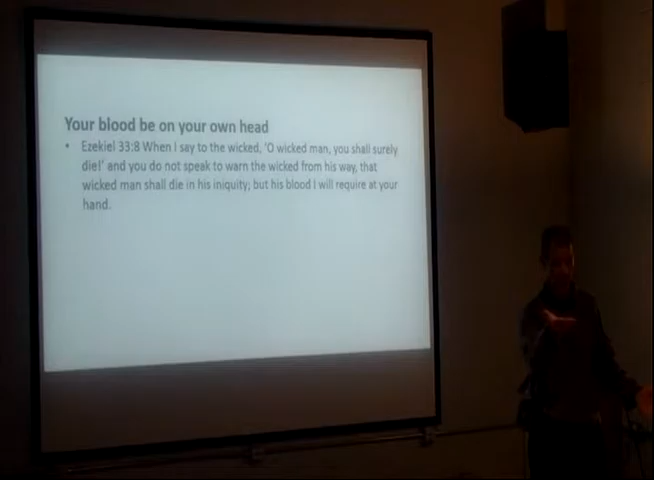 Your blood be on your own head
• Ezekiel 33:8 When I say to the wicked, 'O wicked man, you shall surely
die!' and you do not speak to warn the wicked from his way, that
wicked man shall die in his iniquity; but his blood I will require at your
hand.